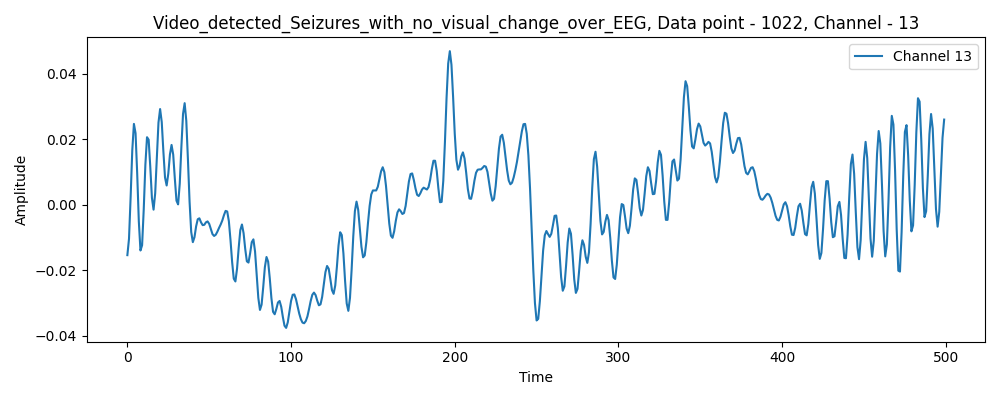 Video_detected_Seizures_with_no_visual_change_over_EEG, Data point - 1022, Channel - 13
Channel 13
Amplitude
0.04
0.02
0.00
−0.02
−0.04
0 100 200 300 400 500
Time